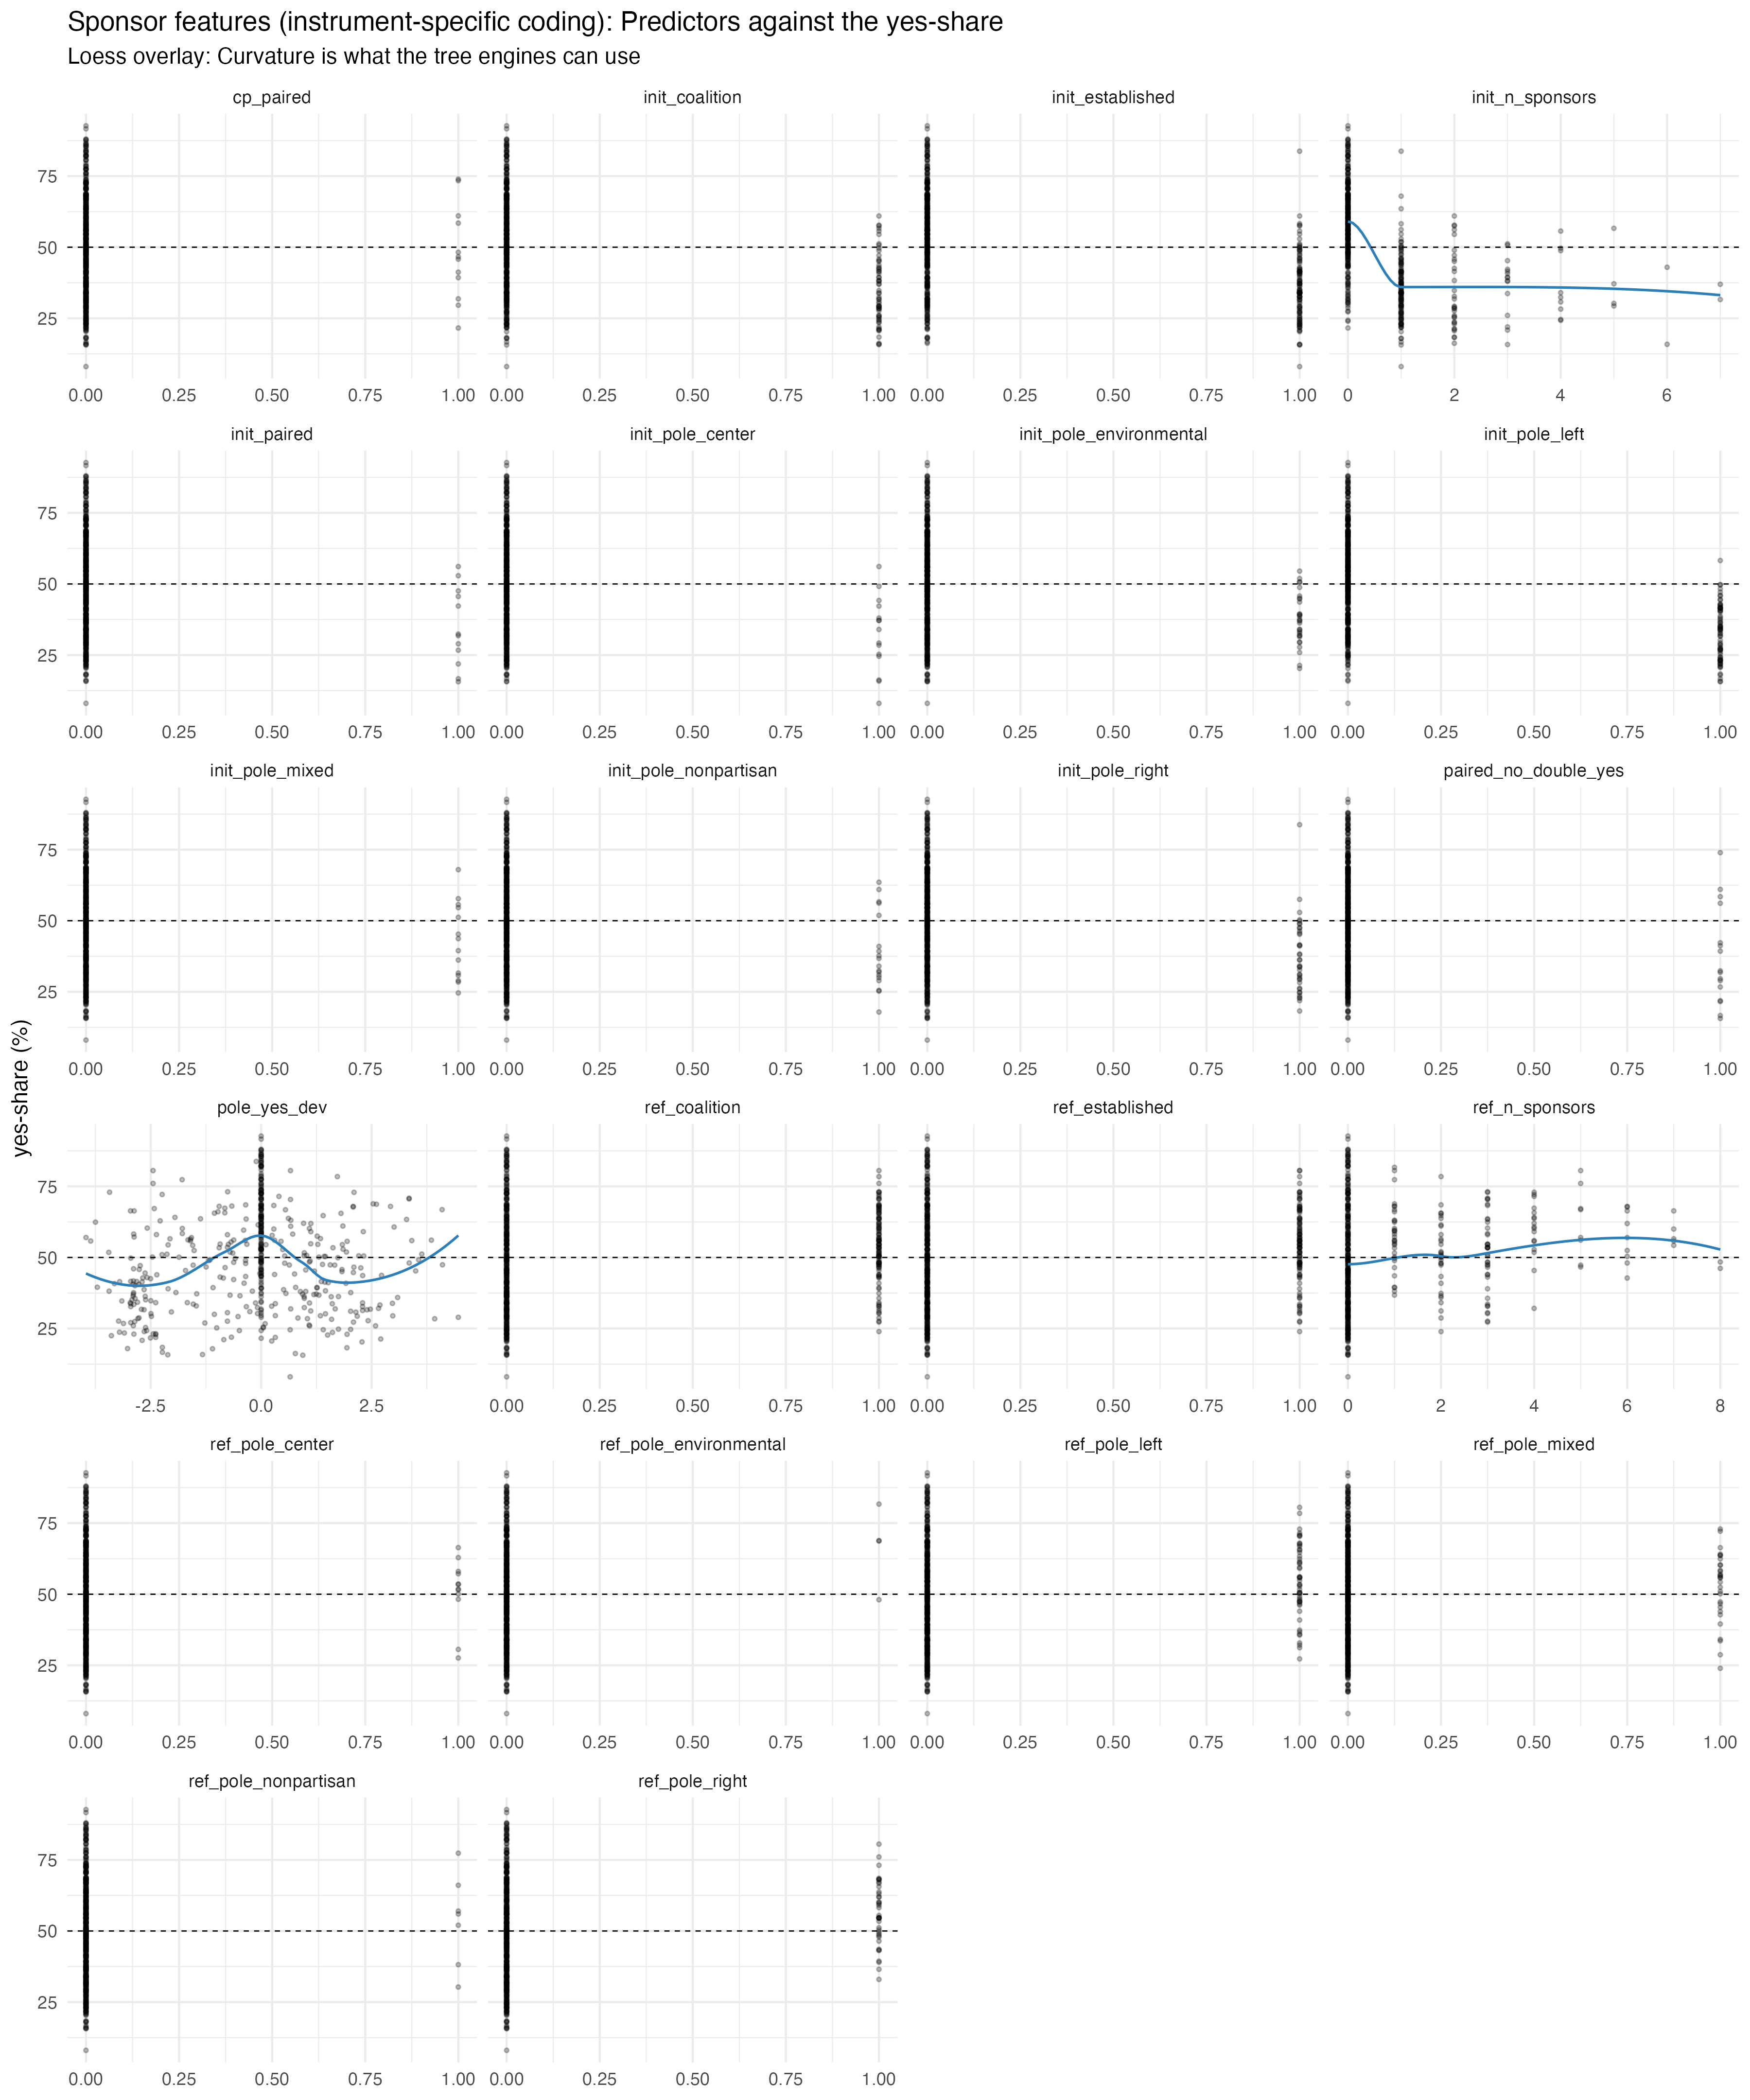 Sponsor features (instrument-specific coding): Predictors against the yes-share
Loess overlay: Curvature is what the tree engines can use
cp_paired init_coalition init_established init_n_sponsors
75
50
25
0.00 0.25 0.50 0.75 1.00 0.00 0.25 0.50 0.75 1.00 0.00 0.25 0.50 0.75 1.00 0 2 4 6
init_paired init_pole_center init_pole_environmental init_pole_left
75
50
25
0.00 0.25 0.50 0.75 1.00 0.00 0.25 0.50 0.75 1.00 0.00 0.25 0.50 0.75 1.00 0.00 0.25 0.50 0.75 1.00
init_pole_mixed init_pole_nonpartisan init_pole_right paired_no_double_yes
75
50
25
0.00 0.25 0.50 0.75 1.00 0.00 0.25 0.50 0.75 1.00 0.00 0.25 0.50 0.75 1.00 0.00 0.25 0.50 0.75 1.00
yes-share (%)
pole_yes_dev ref_coalition ref_established ref_n_sponsors
75
50
25
-2.5 0.0 2.5 0.00 0.25 0.50 0.75 1.00 0.00 0.25 0.50 0.75 1.00 0 2 4 6 8
ref_pole_center ref_pole_environmental ref_pole_left ref_pole_mixed
75
50
25
0.00 0.25 0.50 0.75 1.00 0.00 0.25 0.50 0.75 1.00 0.00 0.25 0.50 0.75 1.00 0.00 0.25 0.50 0.75 1.00
ref_pole_nonpartisan ref_pole_right
75
50
25
0.00 0.25 0.50 0.75 1.00 0.00 0.25 0.50 0.75 1.00